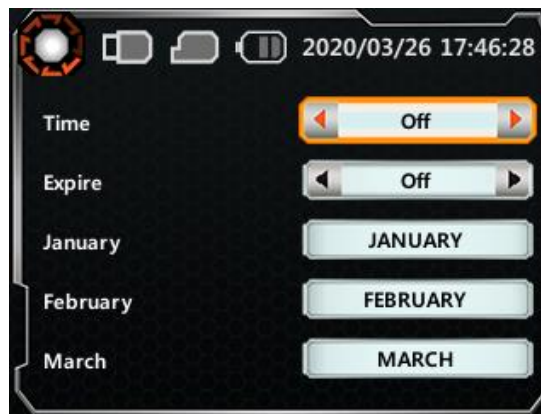 2020/03/26 17:46:28
Time Off
Expire Off
January JANUARY
February FEBRUARY
March MARCH